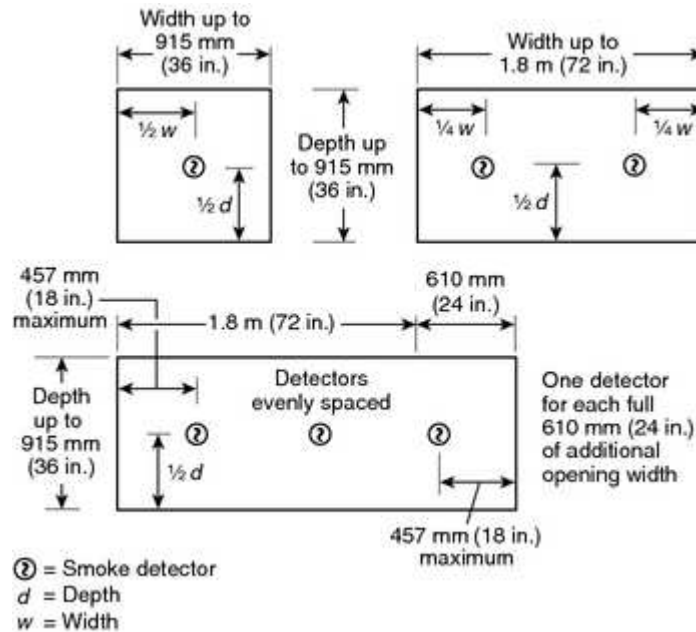 Width up to
915 mm
(36 in.)
Width up to
1.8 m (72 in.)
½ w
¼ w
¼ w
Depth up
to 915 mm
(36 in.)
½ d
½ d
457 mm
(18 in.)
maximum
610 mm
(24 in.)
1.8 m (72 in.)
Detectors
evenly spaced
Depth
up to
915 mm
(36 in.)
½ d
One detector
for each full
610 mm (24 in.)
of additional
opening width
457 mm (18 in.)
maximum
= Smoke detector
d = Depth
w = Width